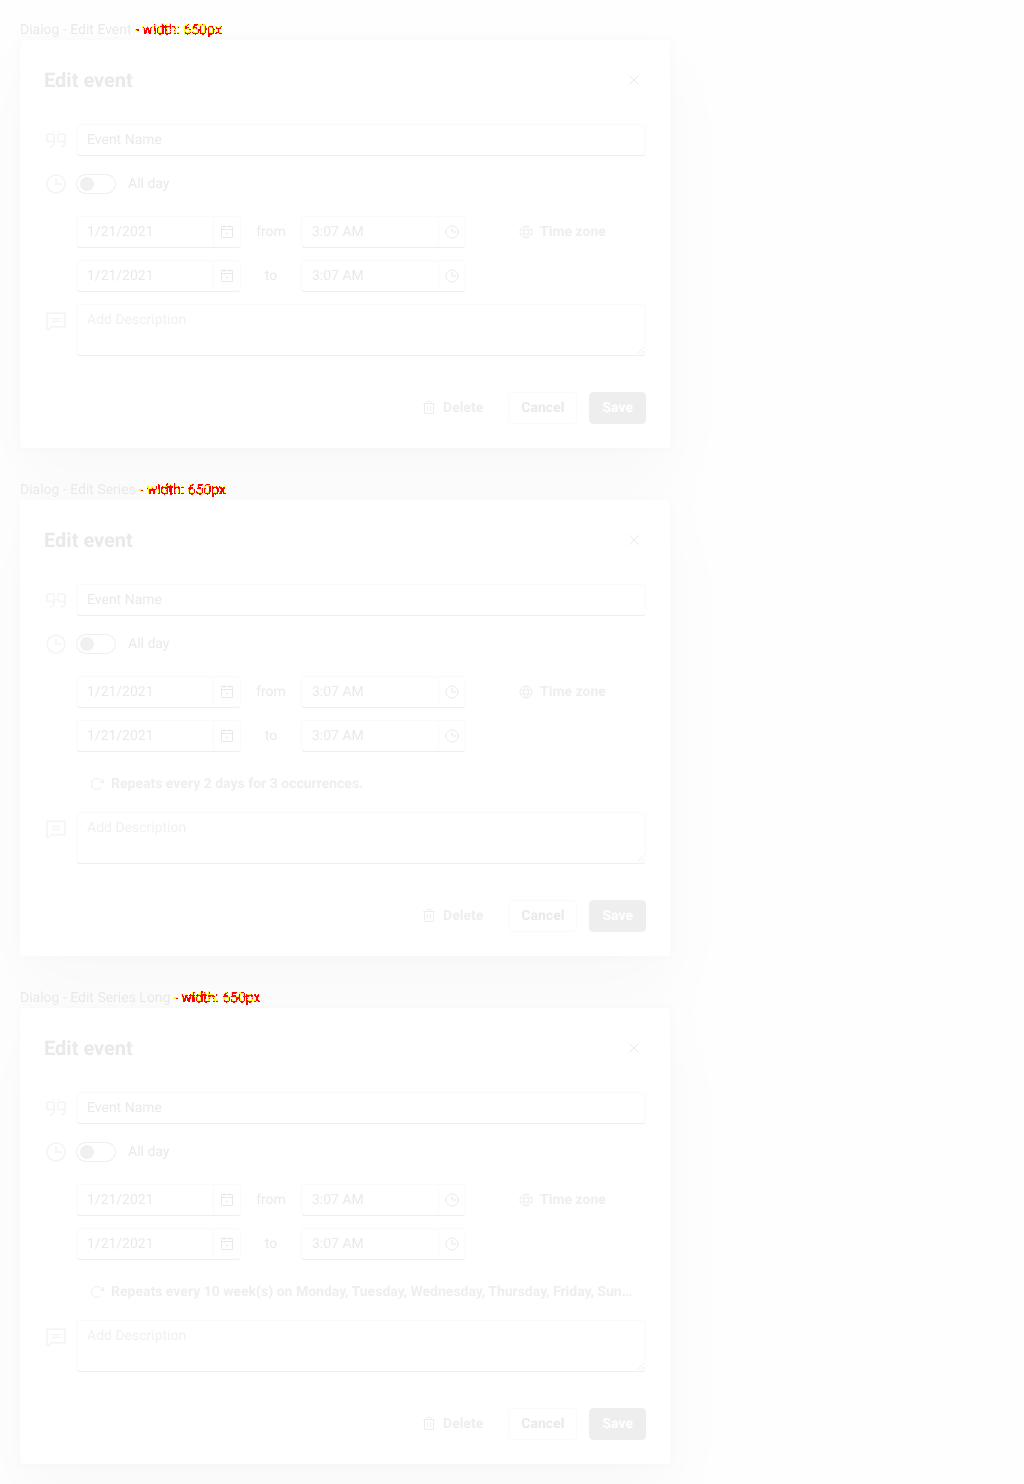 Dialog - Edit Event - width: 650px
Edit event
Event Name
All day
1/21/2021 from 3:07 AM Time zone
1/21/2021 to 3:07 AM
Add Description
Delete Cancel Save
Dialog - Edit Series - width: 650px
Edit event
Event Name
All day
1/21/2021 from 3:07 AM Time zone
1/21/2021 to 3:07 AM
Repeats every 2 days for 3 occurrences.
Add Description
Delete Cancel Save
Dialog - Edit Series Long - width: 650px
Edit event
Event Name
All day
1/21/2021 from 3:07 AM Time zone
1/21/2021 to 3:07 AM
Repeats every 10 week(s) on Monday, Tuesday, Wednesday, Thursday, Friday, Sun...
Add Description
Delete Cancel Save